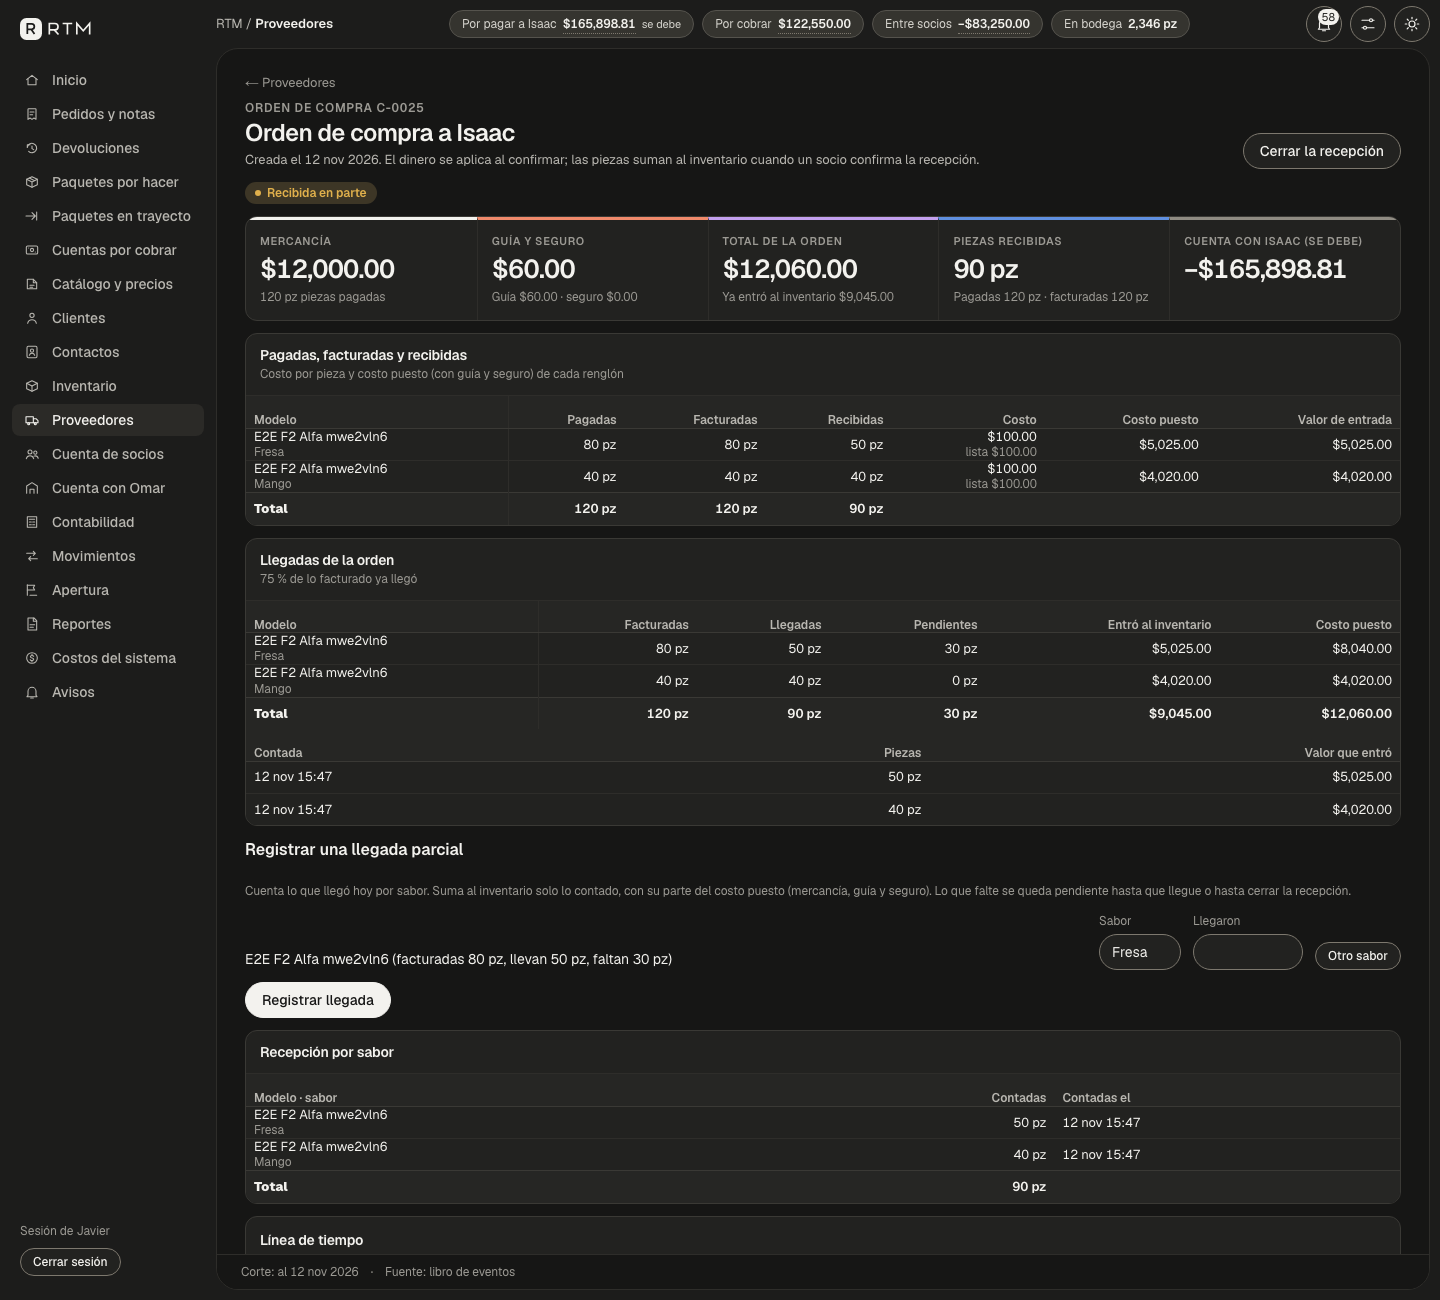 R RTM
RTM / Proveedores
Por pagar a Isaac $165,898.81 se debe
Por cobrar $122,550.00
Entre socios −$83,250.00
En bodega 2,346 pz
58
Inicio
Pedidos y notas
Devoluciones
Paquetes por hacer
Paquetes en trayecto
Cuentas por cobrar
Catálogo y precios
Clientes
Contactos
Inventario
Proveedores
Cuenta de socios
Cuenta con Omar
Contabilidad
Movimientos
Apertura
Reportes
Costos del sistema
Avisos
Sesión de Javier
Cerrar sesión
← Proveedores
ORDEN DE COMPRA C-0025
Orden de compra a Isaac
Creada el 12 nov 2026. El dinero se aplica al confirmar; las piezas suman al inventario cuando un socio confirma la recepción.
Cerrar la recepción
Recibida en parte
MERCANCÍA
$12,000.00
120 pz piezas pagadas
GUÍA Y SEGURO
$60.00
Guía $60.00 · seguro $0.00
TOTAL DE LA ORDEN
$12,060.00
Ya entró al inventario $9,045.00
PIEZAS RECIBIDAS
90 pz
Pagadas 120 pz · facturadas 120 pz
CUENTA CON ISAAC (SE DEBE)
−$165,898.81
Pagadas, facturadas y recibidas
Costo por pieza y costo puesto (con guía y seguro) de cada renglón
Modelo Pagadas Facturadas Recibidas Costo Costo puesto Valor de entrada
E2E F2 Alfa mwe2vln6 80 pz 80 pz 50 pz $100.00 $5,025.00 $5,025.00
Fresa lista $100.00
E2E F2 Alfa mwe2vln6 40 pz 40 pz 40 pz $100.00 $4,020.00 $4,020.00
Mango lista $100.00
Total 120 pz 120 pz 90 pz
Llegadas de la orden
75 % de lo facturado ya llegó
Modelo Facturadas Llegadas Pendientes Entró al inventario Costo puesto
E2E F2 Alfa mwe2vln6 80 pz 50 pz 30 pz $5,025.00 $8,040.00
Fresa
E2E F2 Alfa mwe2vln6 40 pz 40 pz 0 pz $4,020.00 $4,020.00
Mango
Total 120 pz 90 pz 30 pz $9,045.00 $12,060.00
Contada Piezas Valor que entró
12 nov 15:47 50 pz $5,025.00
12 nov 15:47 40 pz $4,020.00
Registrar una llegada parcial
Cuenta lo que llegó hoy por sabor. Suma al inventario solo lo contado, con su parte del costo puesto (mercancía, guía y seguro). Lo que falte se queda pendiente hasta que llegue o hasta cerrar la recepción.
Sabor Llegaron
E2E F2 Alfa mwe2vln6 (facturadas 80 pz, llevan 50 pz, faltan 30 pz) Fresa Otro sabor
Registrar llegada
Recepción por sabor
Modelo · sabor Contadas Contadas el
E2E F2 Alfa mwe2vln6 50 pz 12 nov 15:47
Fresa
E2E F2 Alfa mwe2vln6 40 pz 12 nov 15:47
Mango
Total 90 pz
Línea de tiempo
Corte: al 12 nov 2026 · Fuente: libro de eventos